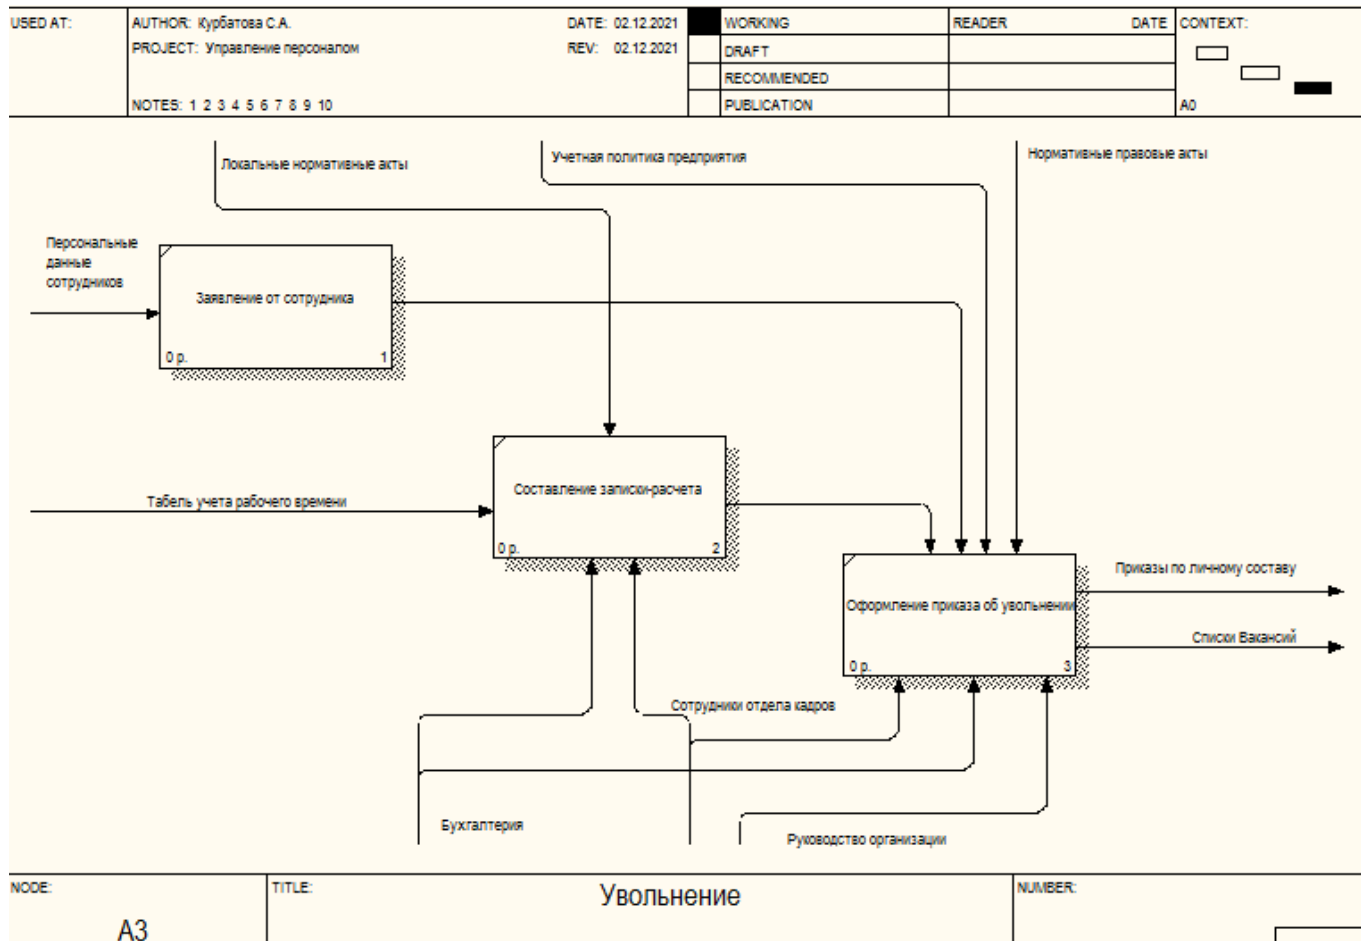 USED AT:
AUTHOR: Курбатова С.А.
DATE: 02.12.2021
WORKING
READER
DATE
CONTEXT:
PROJECT: Управление персоналом
REV: 02.12.2021
DRAFT
RECOMMENDED
NOTES: 1 2 3 4 5 6 7 8 9 10
PUBLICATION
A0
Локальные нормативные акты
Учетная политика предприятия
Нормативные правовые акты
Персональные
данные
сотрудников
Заявление от сотрудника
0 р.
1
Табель учета рабочего времени
Составление записки-расчета
0 р.
2
Приказы по личному составу
Оформление приказа об увольнении
Списки Вакансий
0 р.
3
Сотрудники отдела кадров
Бухгалтерия
Руководство организации
NODE:
TITLE:
Увольнение
NUMBER:
A3